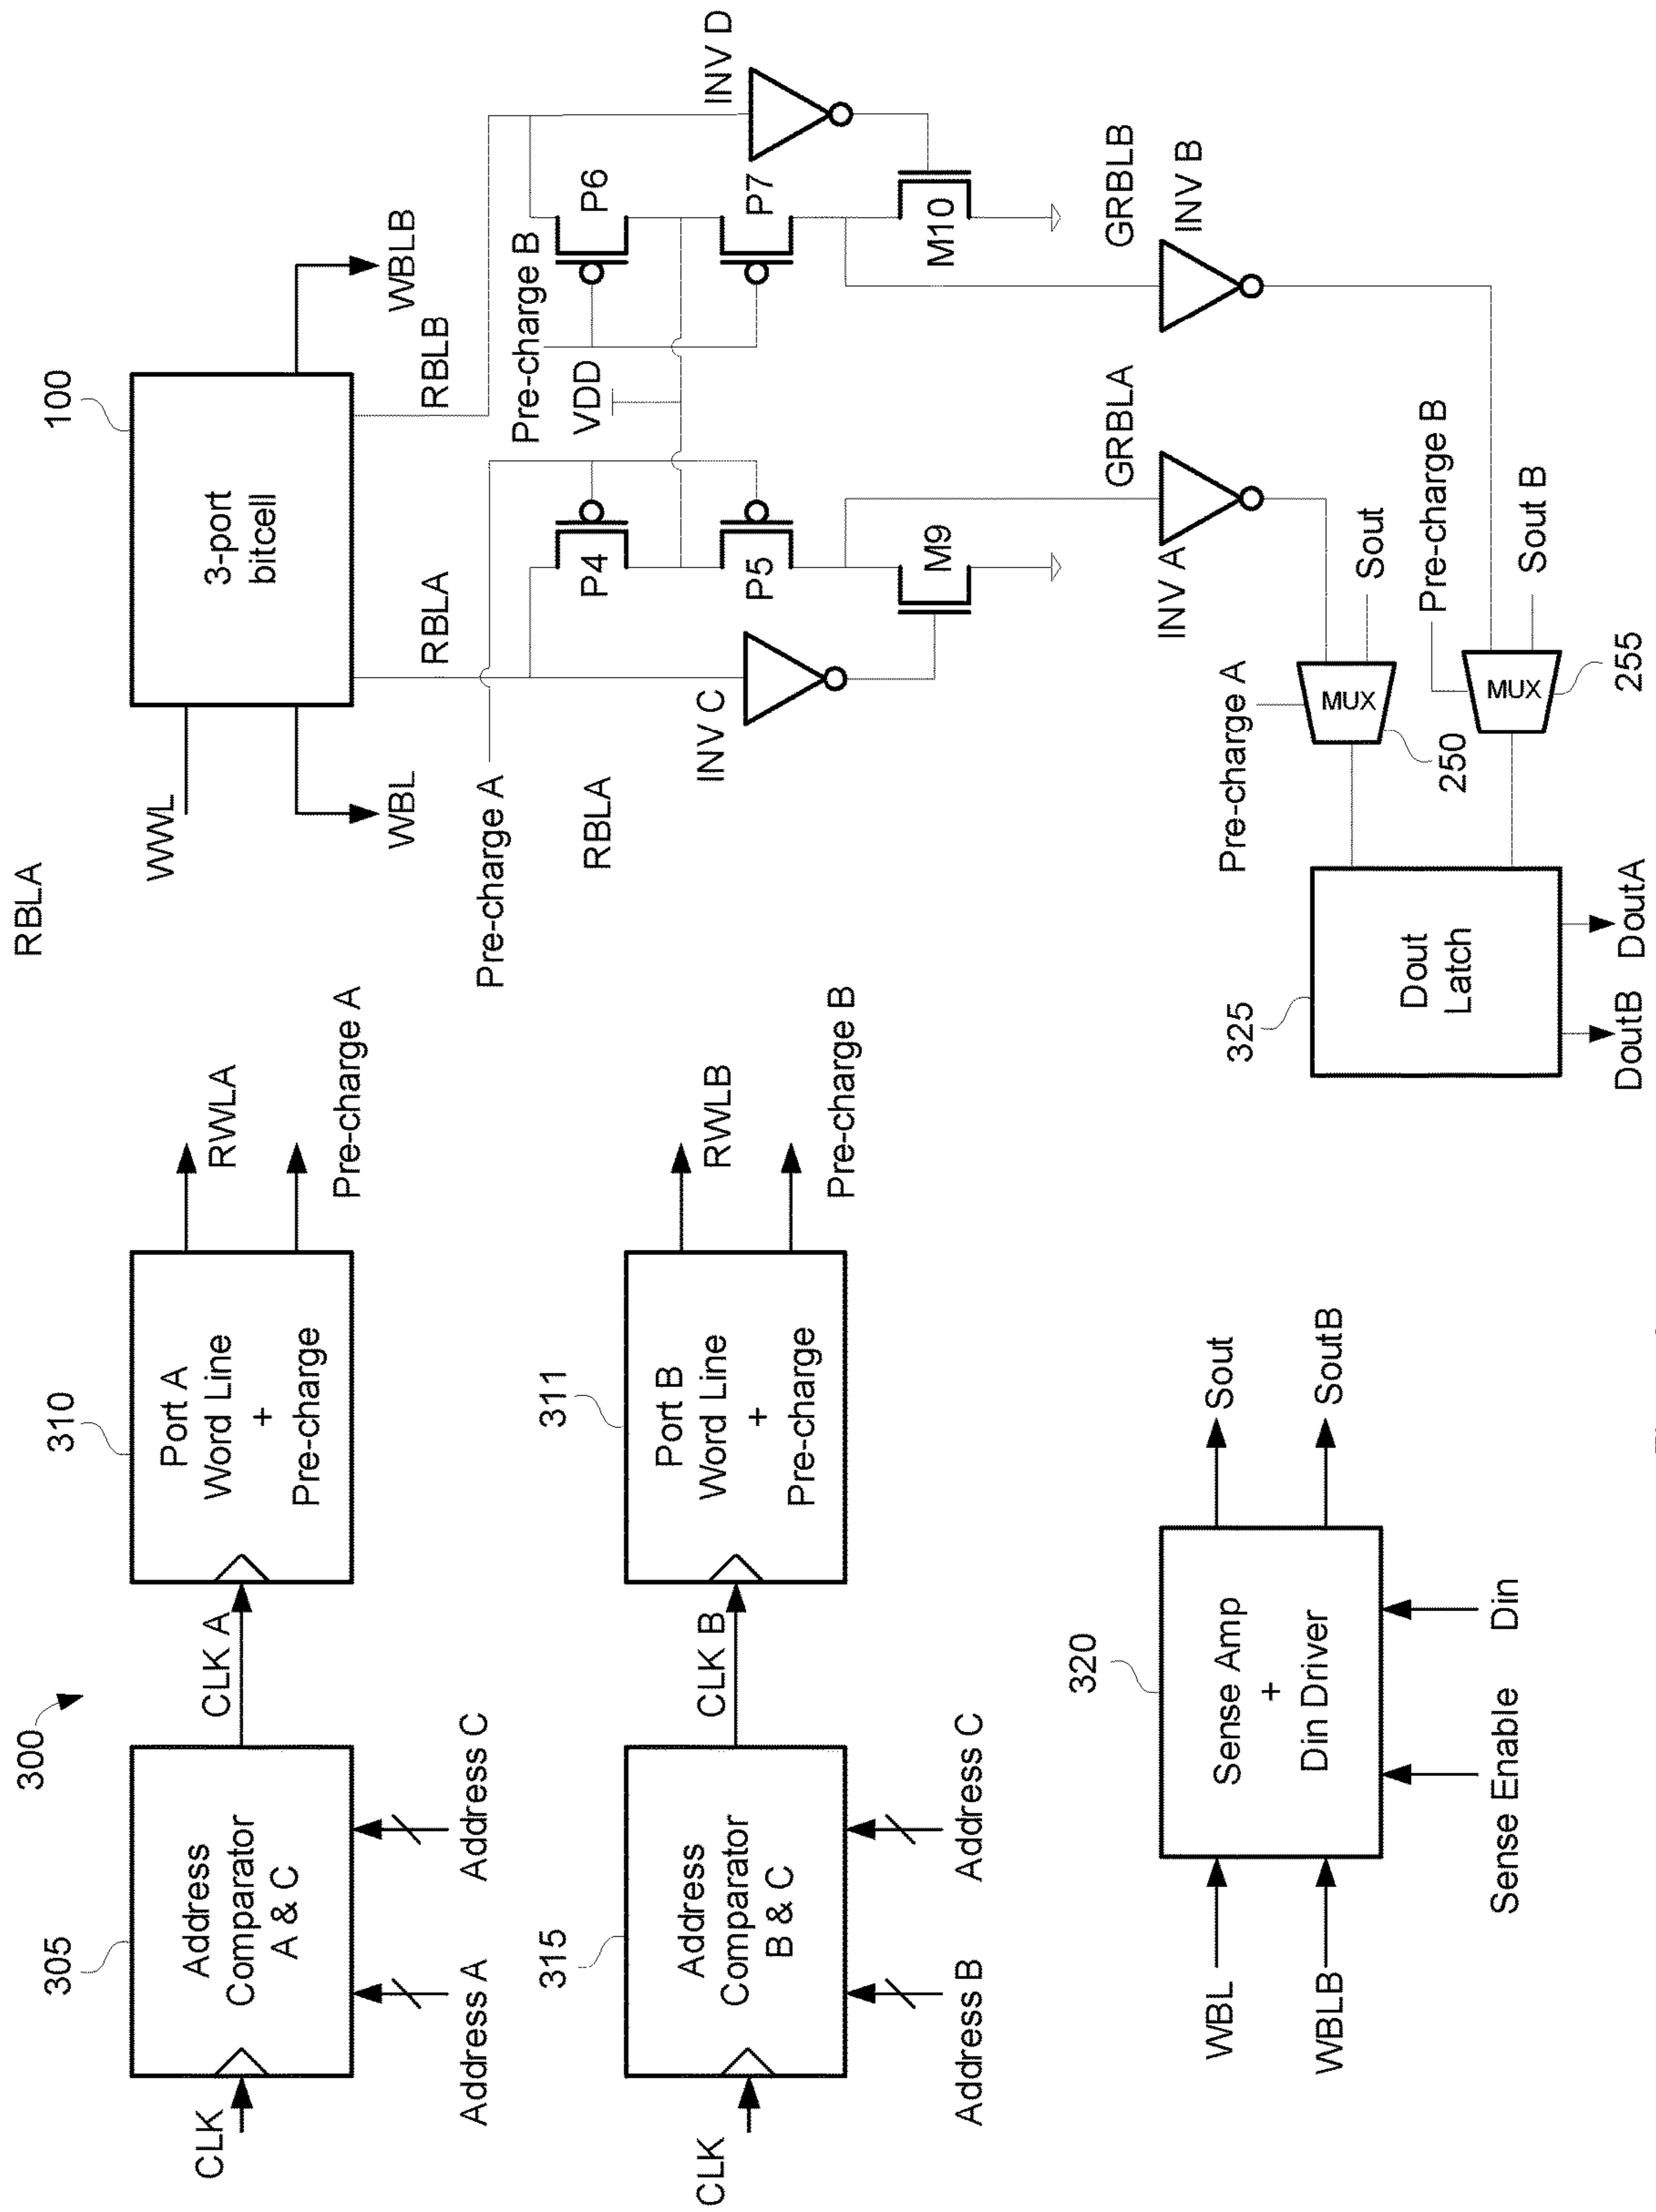 300
RBLA
305
Address
Comparator
A & C
CLK
Address A
Address C
CLK A
310
Port A
Word Line
+
Pre-charge
RWLA
Pre-charge A
315
Address
Comparator
B & C
CLK
Address B
Address C
CLK B
311
Port B
Word Line
+
Pre-charge
RWLB
Pre-charge B
320
Sense Amp
+
Din Driver
WBL
WBLB
Sense Enable
Din
Sout
SoutB
100
3-port
bitcell
WWL
WBL
WBLB
RBLA
RBLB
Pre-charge A
Pre-charge B
RBLA
VDD
P4
P5
P6
P7
INV C
INV D
M9
M10
GRBLA
GRBLB
INV A
INV B
Pre-charge A
Sout
MUX
250
Pre-charge B
Sout B
MUX
255
325
Dout
Latch
DoutB
DoutA